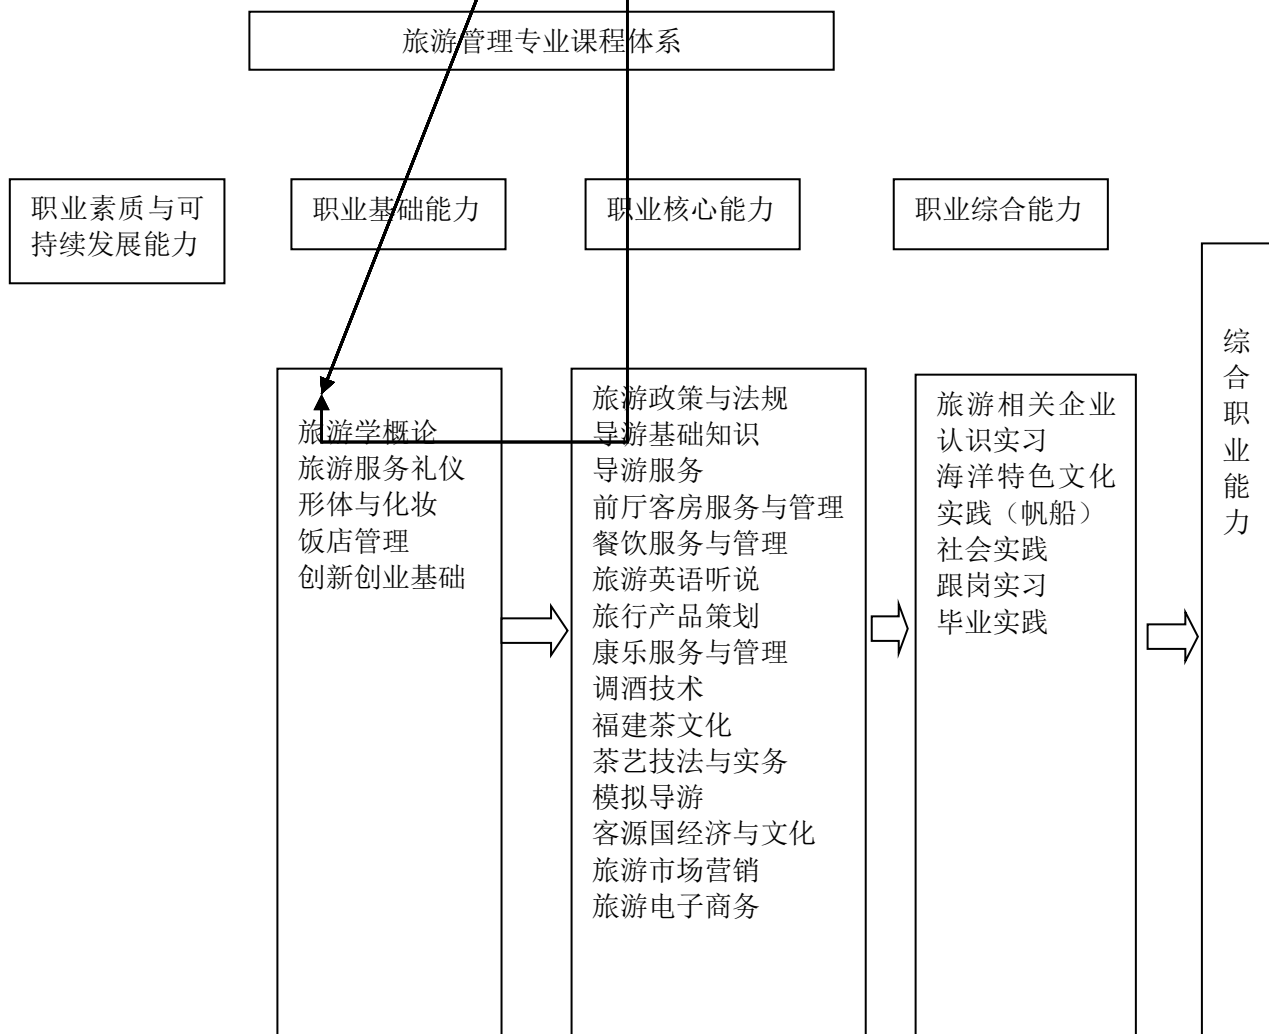 旅游管理专业课程体系
职业素质与可
持续发展能力
职业基础能力
职业核心能力
职业综合能力
旅游学概论
旅游服务礼仪
形体与化妆
饭店管理
创新创业基础
旅游政策与法规
导游基础知识
导游服务
前厅客房服务与管理
餐饮服务与管理
旅游英语听说
旅行产品策划
康乐服务与管理
调酒技术
福建茶文化
茶艺技法与实务
模拟导游
客源国经济与文化
旅游市场营销
旅游电子商务
旅游相关企业
认识实习
海洋特色文化
实践（帆船）
社会实践
跟岗实习
毕业实践
综
合
职
业
能
力